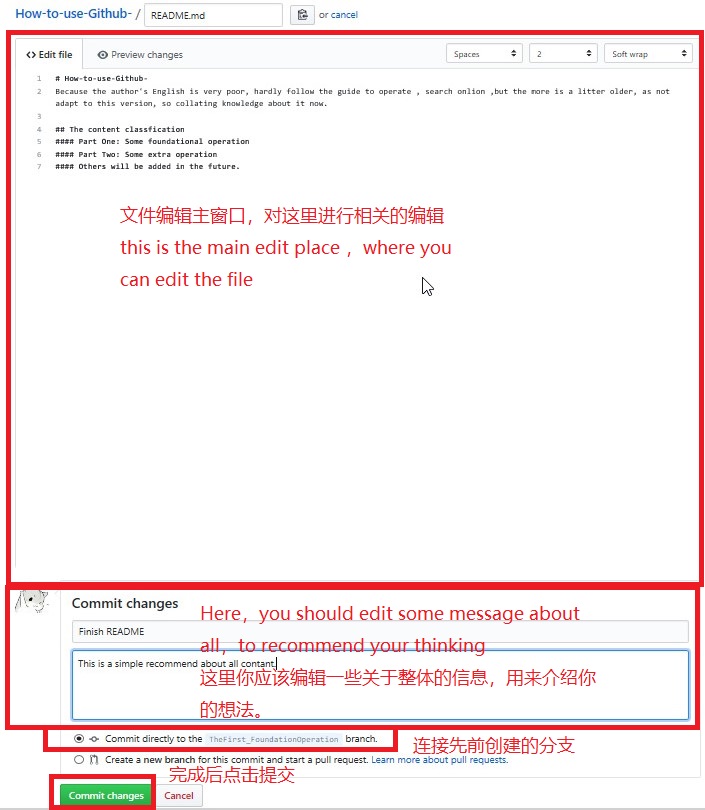 How-to-use-Github- / README.md or cancel
Edit file Preview changes Spaces 2 Soft wrap
1 # How-to-use-Github-
2 Because the author's English is very poor, hardly follow the guide to operate , search onlion ,but the more is a litter older, as not
adapt to this version, so collating knowledge about it now.
3
4 ## The content classfication
5 #### Part One: Some foundational operation
6 #### Part Two: Some extra operation
7 #### Others will be added in the future.
文件编辑主窗口，对这里进行相关的编辑
this is the main edit place ，where you
can edit the file
Commit changes
Here，you should edit some message about
Finish README
all，to recommend your thinking
This is a simple recommend about all contant.
这里你应该编辑一些关于整体的信息，用来介绍你
的想法。
Commit directly to the TheFirst_FoundationOperation branch.
连接先前创建的分支
Create a new branch for this commit and start a pull request. Learn more about pull requests.
完成后点击提交
Commit changes Cancel